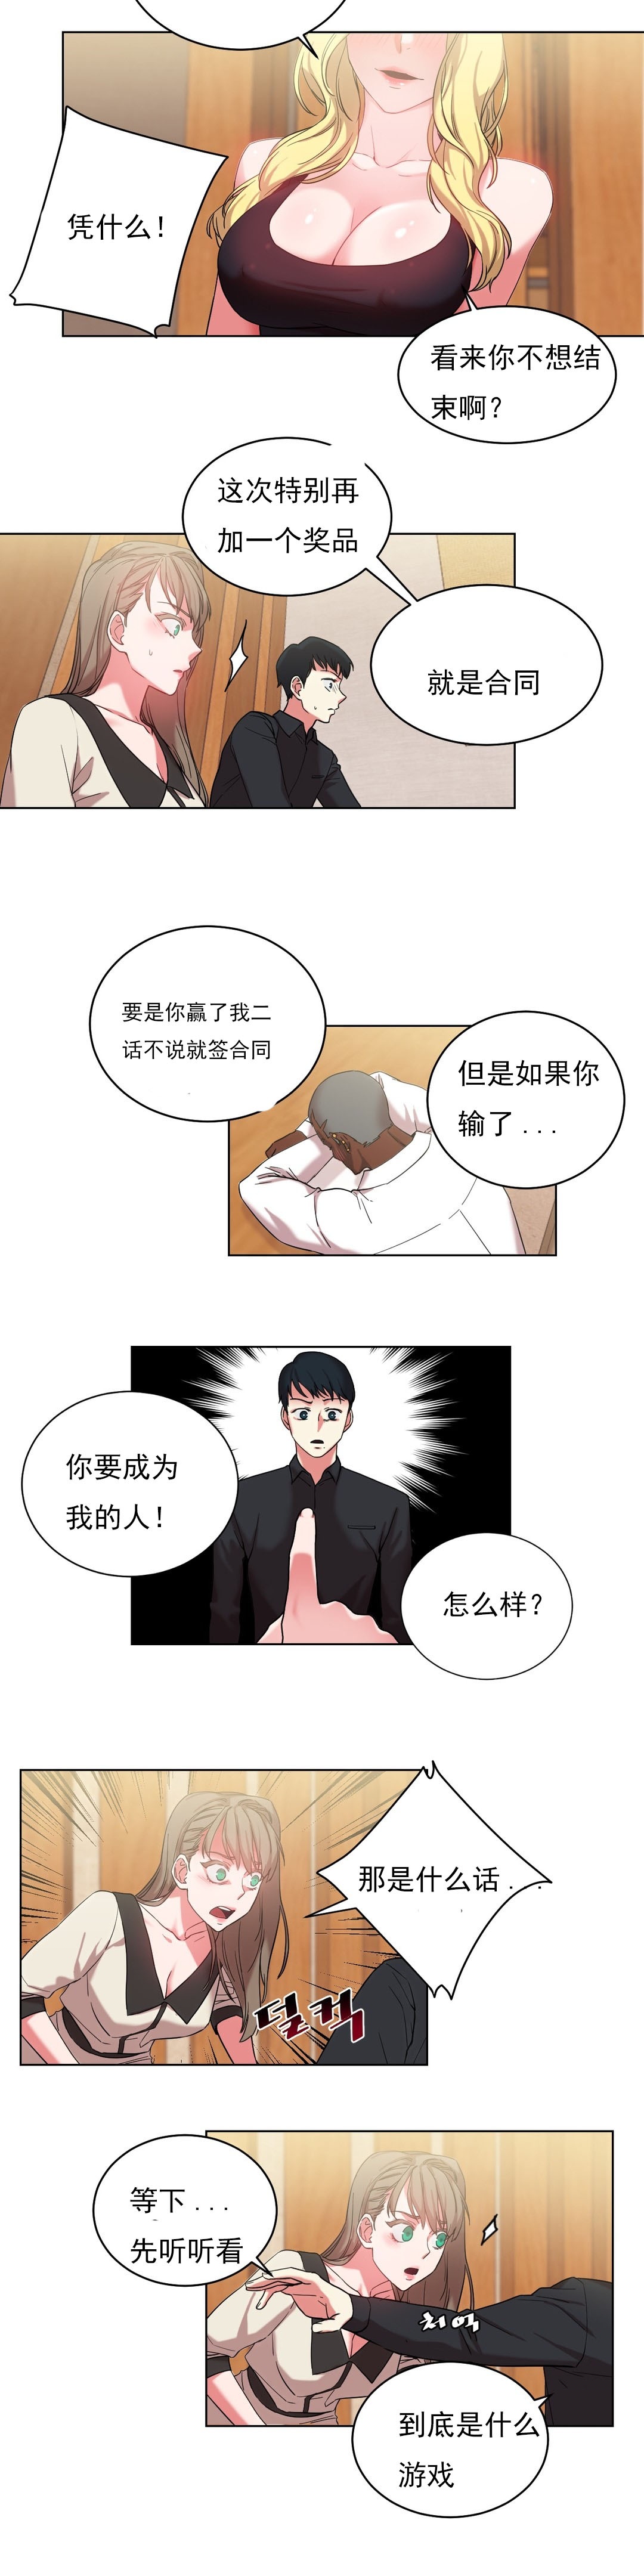 凭什么！
看来你不想结
束啊？
这次特别再
加一个奖品
就是合同
要是你赢了我二
话不说就签合同
但是如果你
输了...
你要成为
我的人！
怎么样？
那是什么话...
덜컥
等下...
先听听看
처억
到底是什么
游戏